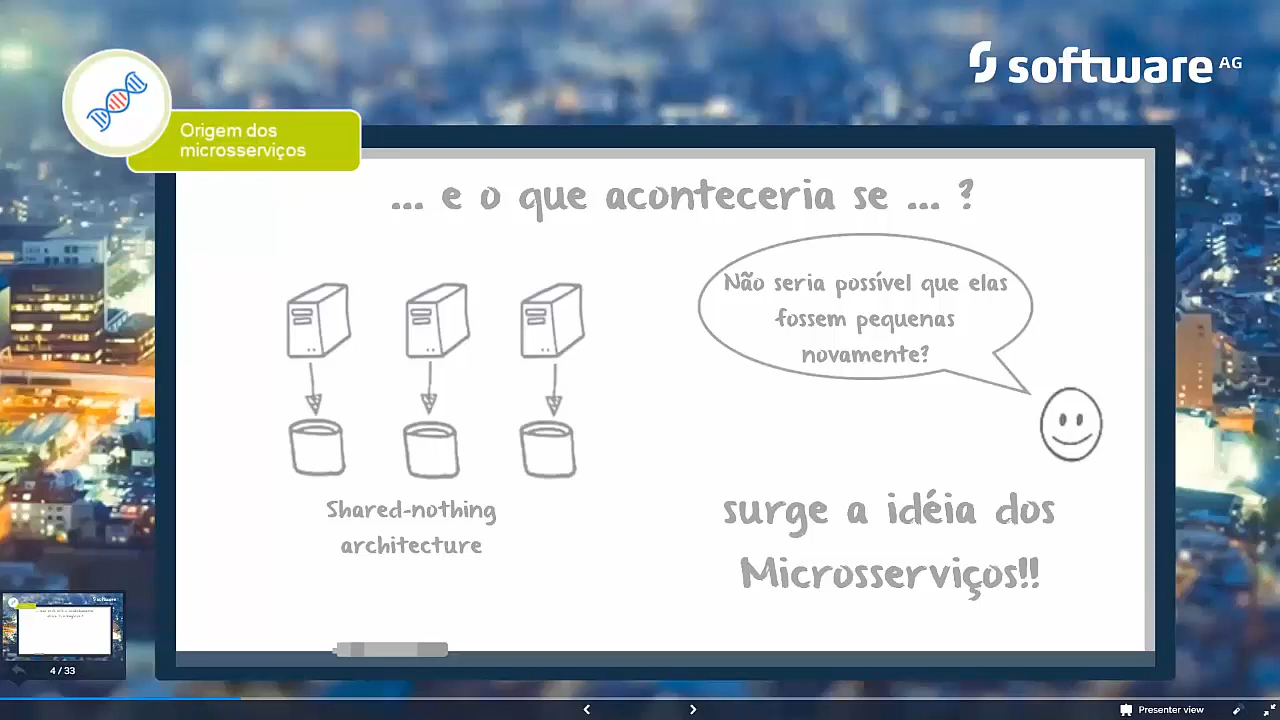 software AG
Origem dos
microsserviços
... e o que aconteceria se ... ?
Não seria possível que elas
fossem pequenas
novamente?
Shared-nothing
architecture
surge a idéia dos
Microsserviços!!
4 / 33
Presenter view